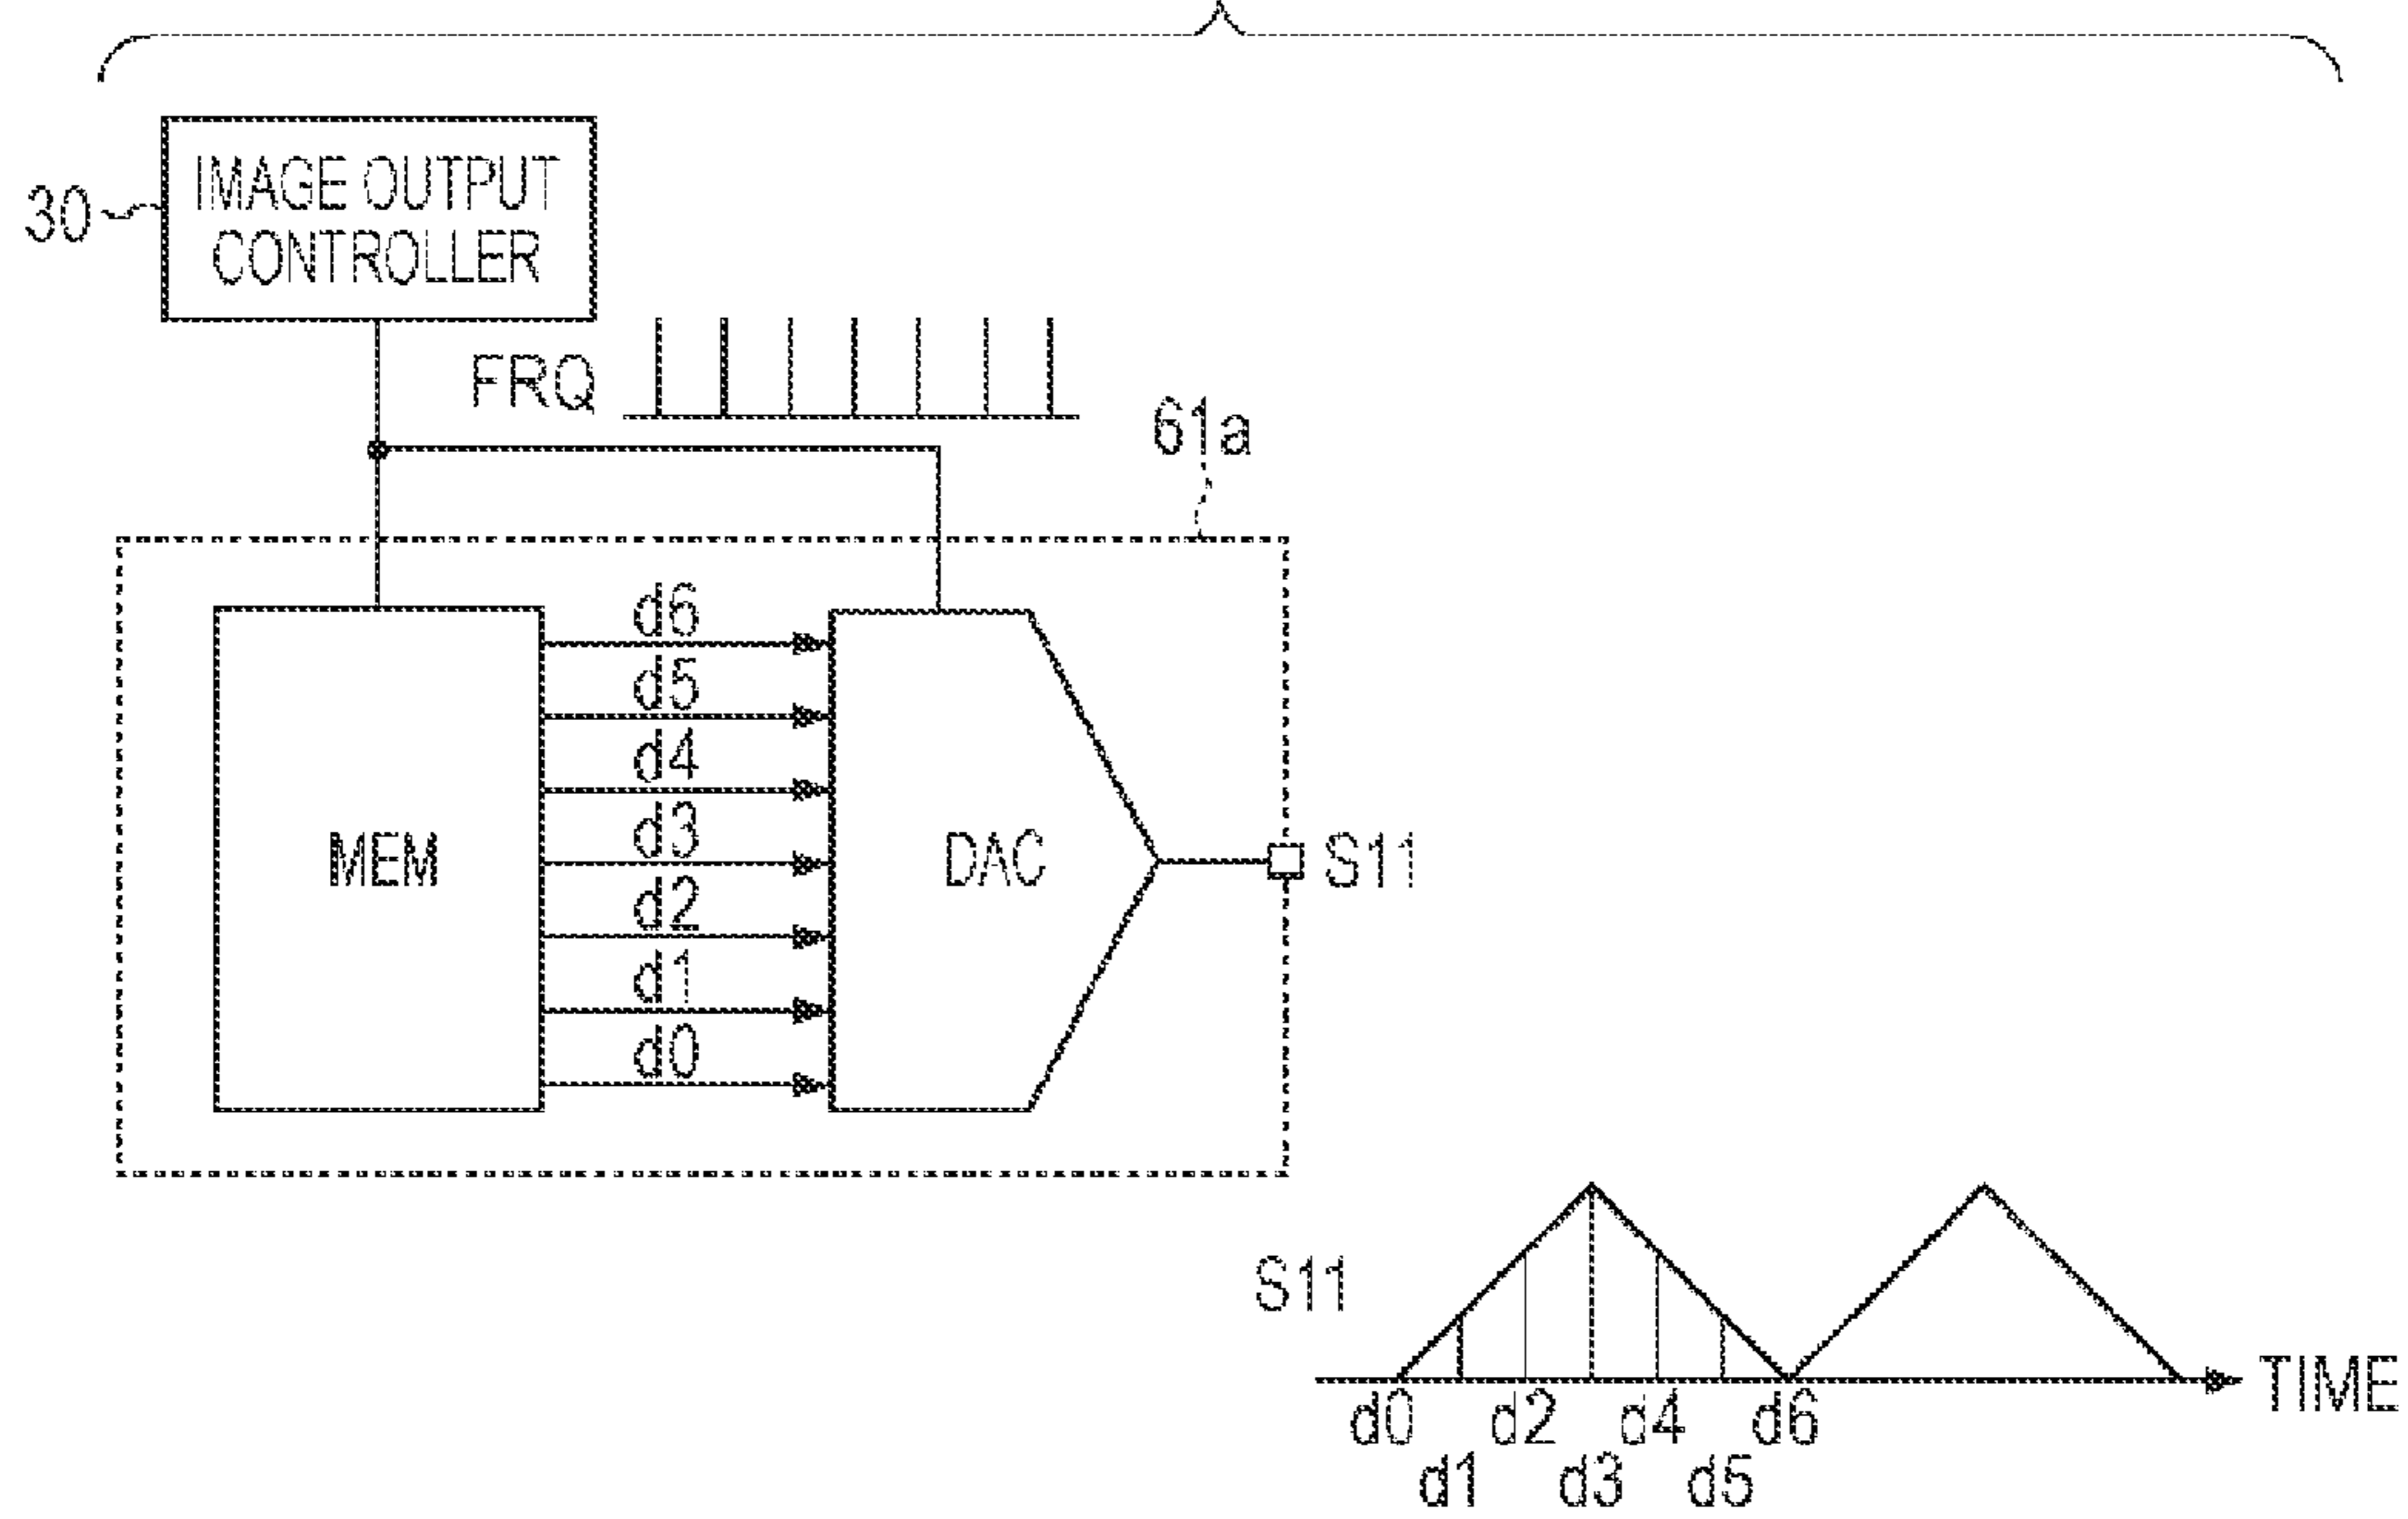 IMAGE OUTPUT
CONTROLLER
30
FRQ
61a
d6
d5
d4
d3
d2
d1
d0
MEM
DAC
S11
S11
TIME
d0
d1
d2
d3
d4
d5
d6